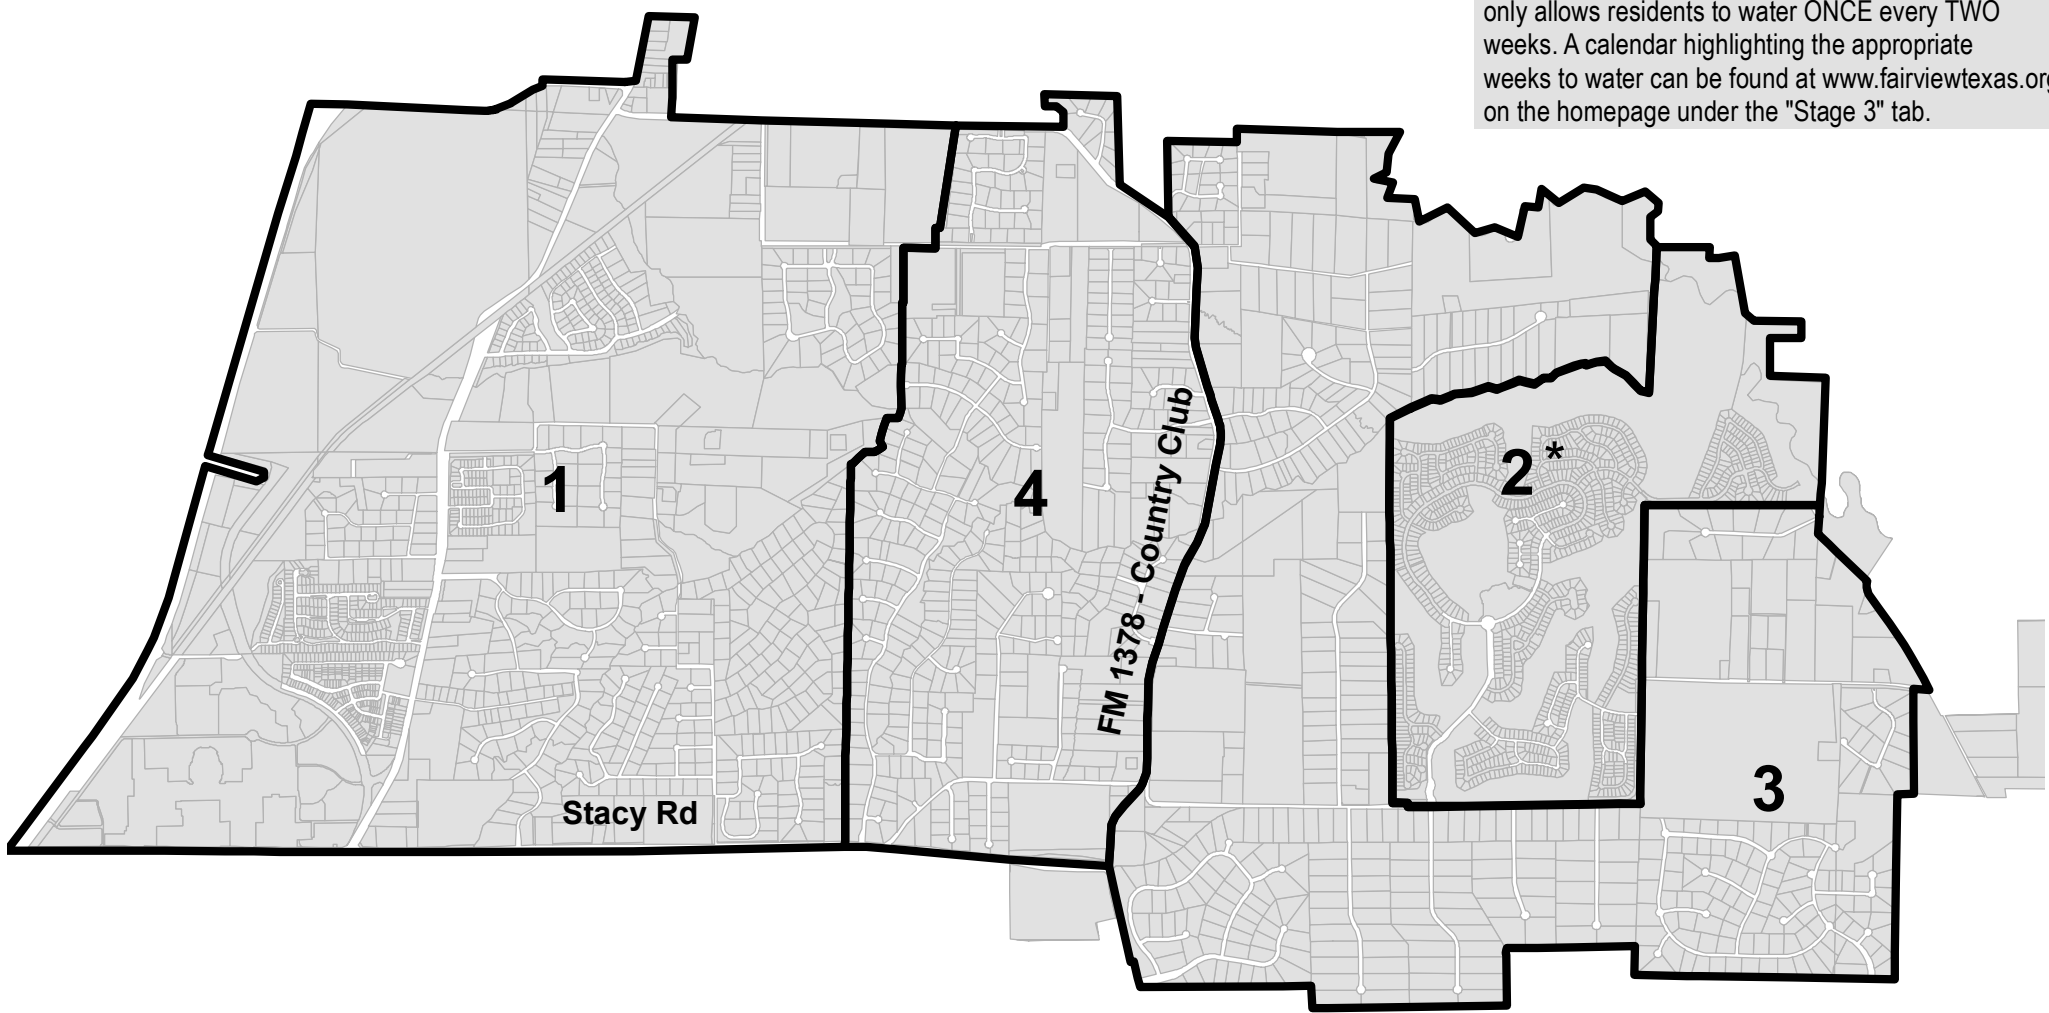 only allows residents to water ONCE every TWO
weeks. A calendar highlighting the appropriate
weeks to water can be found at www.fairviewtexas.org
on the homepage under the "Stage 3" tab.
1
2 *
4
FM 1378 - Country Club
3
Stacy Rd